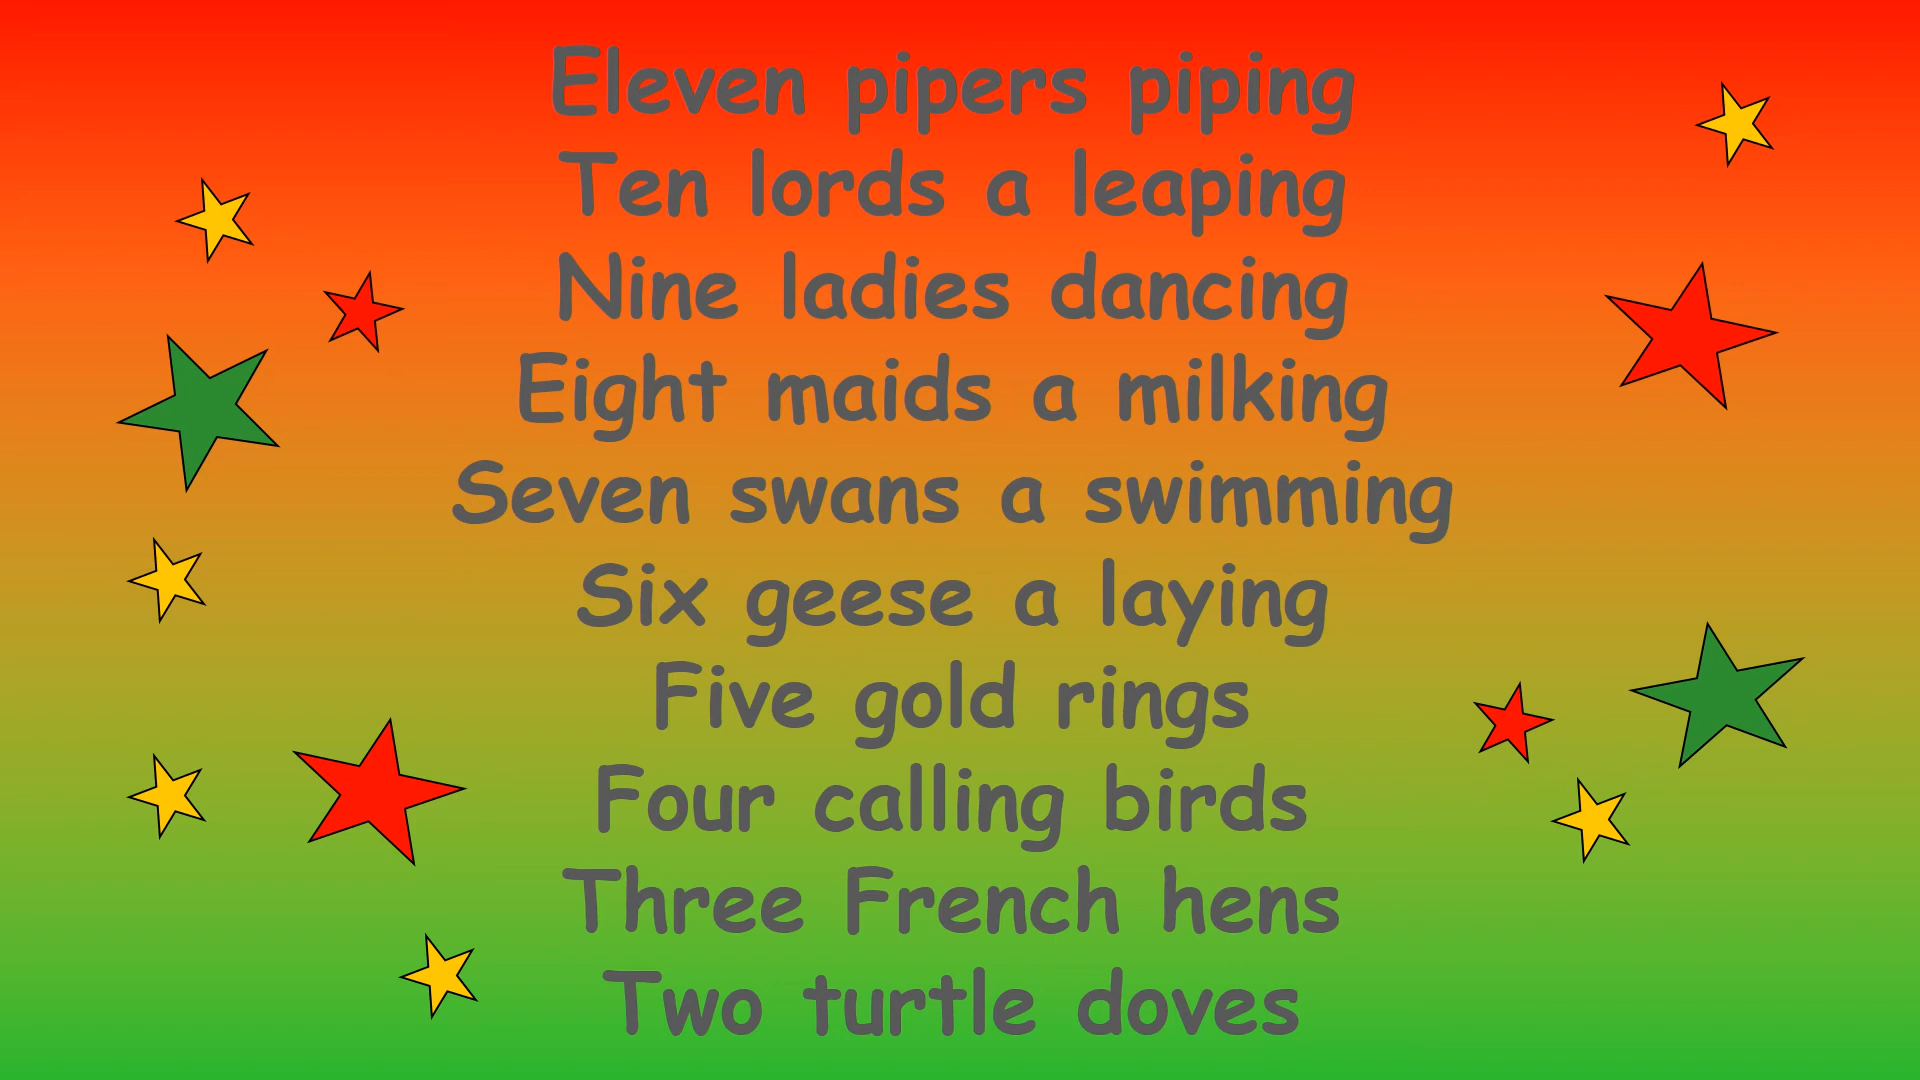 Eleven pipers piping
Ten lords a leaping
Nine ladies dancing
Eight maids a milking
Seven swans a swimming
Six geese a laying
Five gold rings
Four calling birds
Three French hens
Two turtle doves